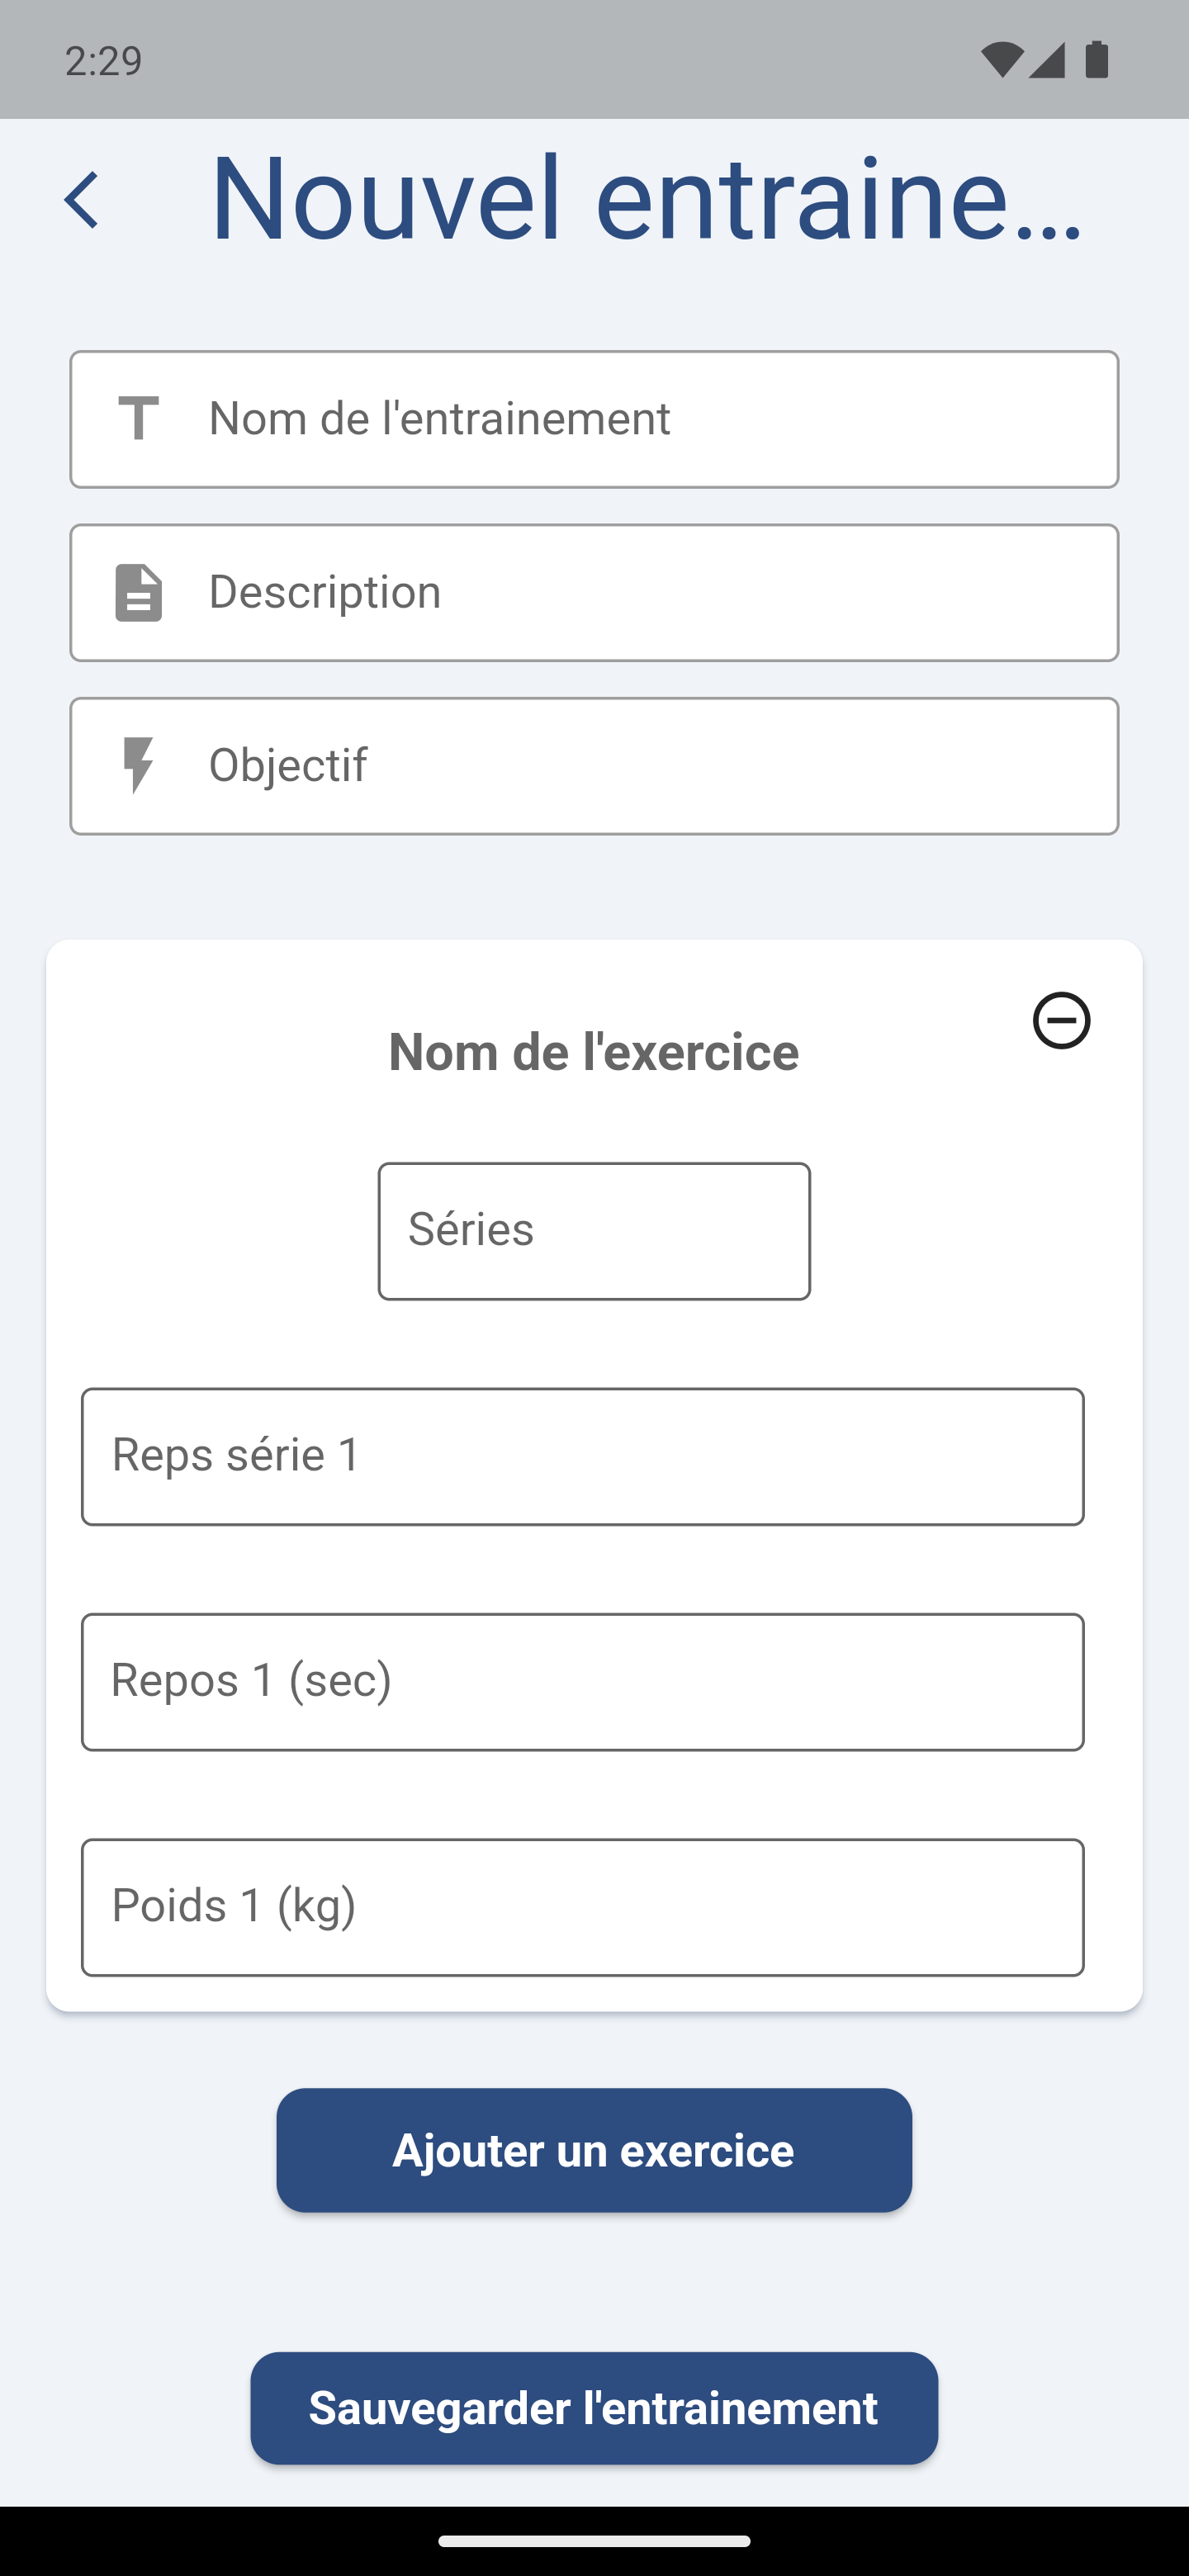 2:29
Nouvel entraine...
Nom de l'entrainement
Description
Objectif
Nom de l'exercice
Séries
Reps série 1
Repos 1 (sec)
Poids 1 (kg)
Ajouter un exercice
Sauvegarder l'entrainement